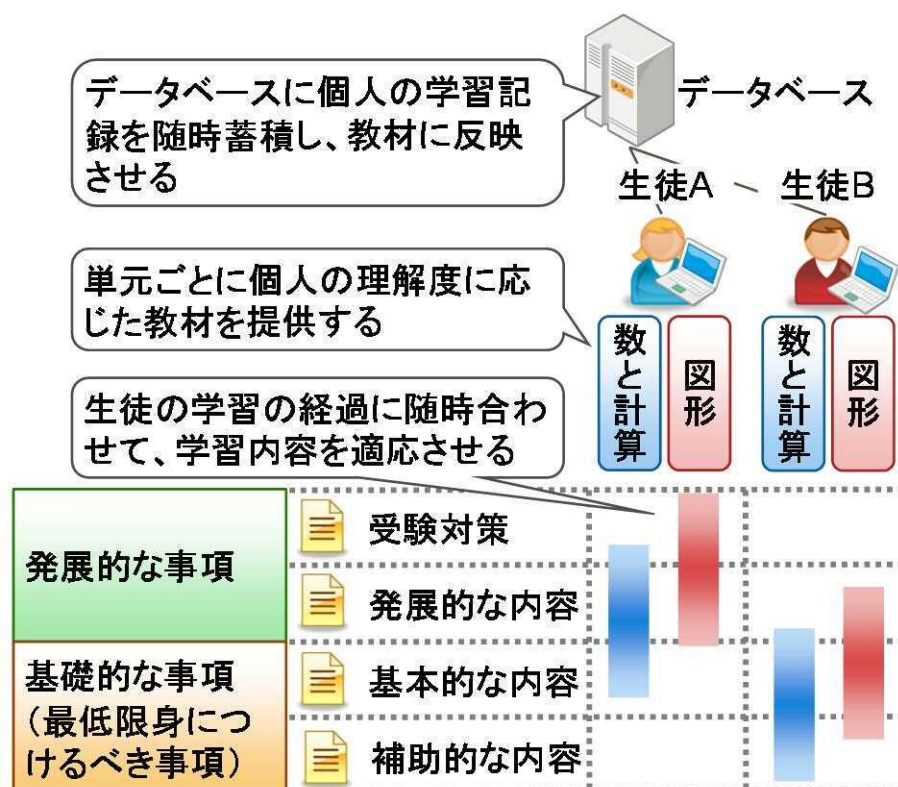 データベースに個人の学習記
録を随時蓄積し、教材に反映
させる
データベース
生徒A
生徒B
単元ごとに個人の理解度に応
じた教材を提供する
数と計算
図形
数と計算
図形
生徒の学習の経過に随時合わ
せて、学習内容を適応させる
発展的な事項
受験対策
発展的な内容
基礎的な事項
（最低限身につ
けるべき事項）
基本的な内容
補助的な内容